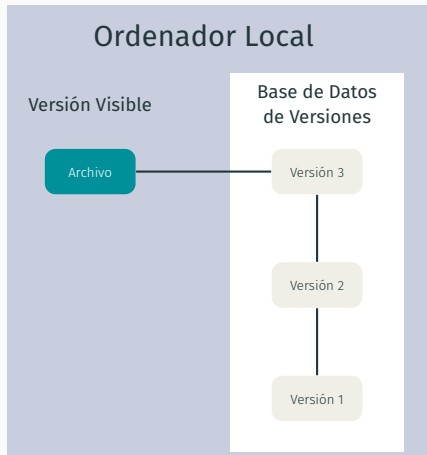 Ordenador Local
Versión Visible
Base de Datos
de Versiones
Archivo
Versión 3
Versión 2
Versión 1